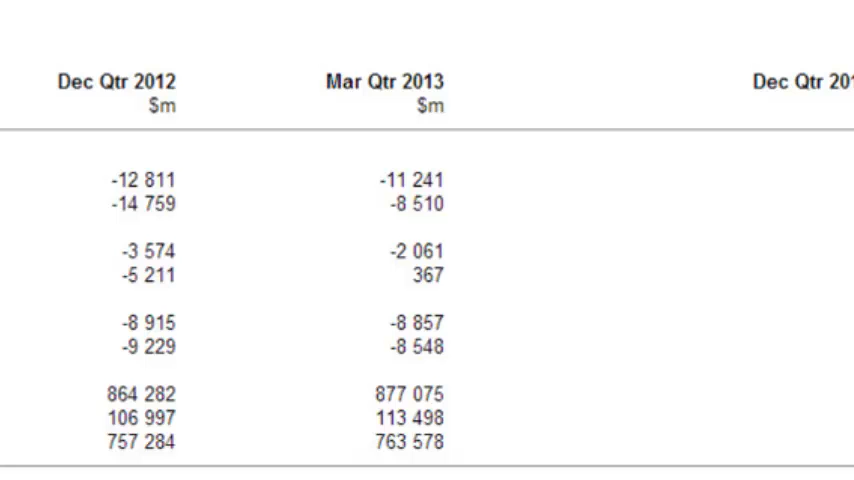 Dec Qtr 2012 Mar Qtr 2013 Dec Qtr
$m $m
-12 811 -11 241
-14 759 -8 510
-3 574 -2 061
-5 211 367
-8 915 -8 857
-9 229 -8 548
864 282 877 075
106 997 113 498
757 284 763 578